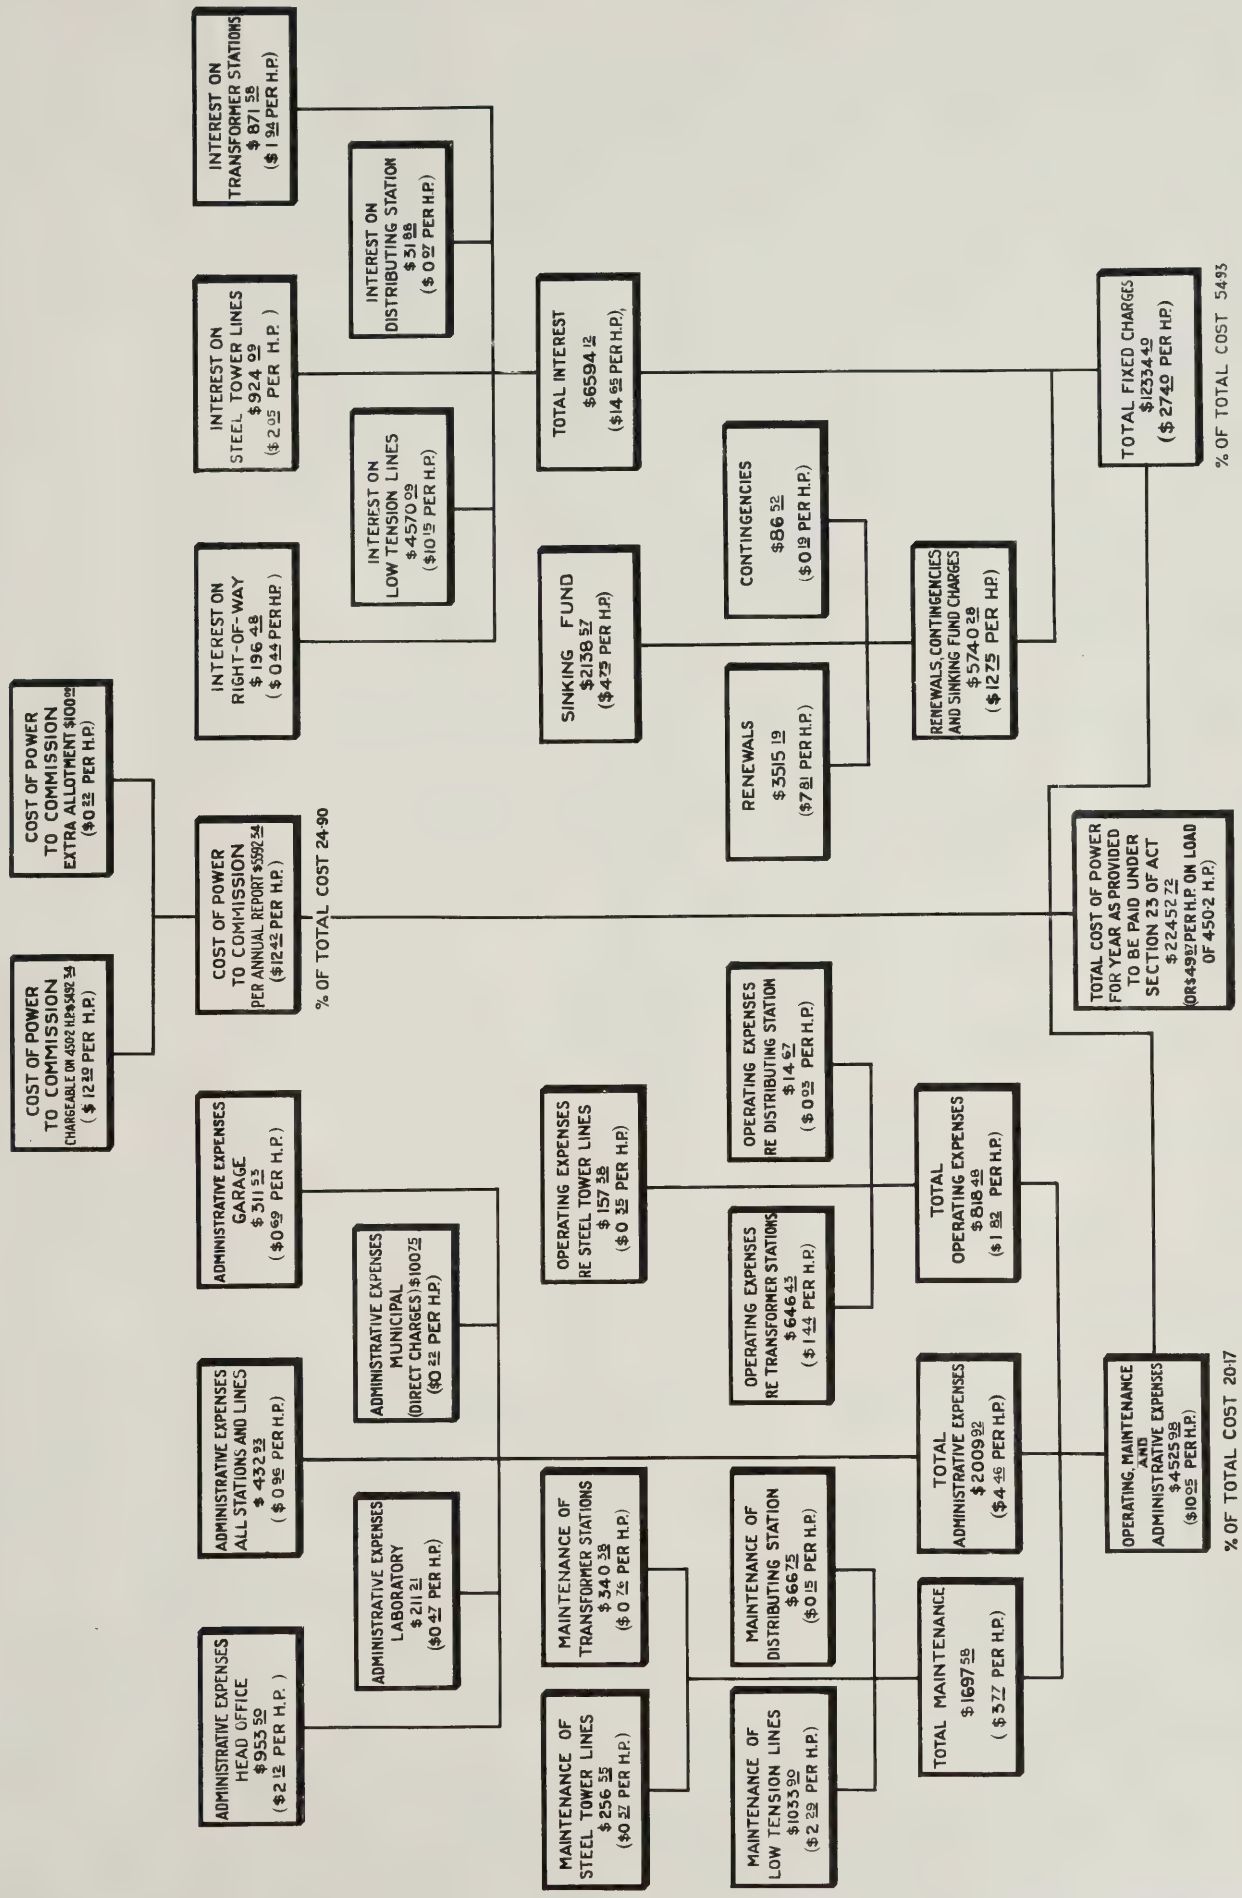 COST OF POWER
TO COMMISSION
CHARGEABLE ON 450·2 H.P. $5492 34
($12 20 PER H.P.)
COST OF POWER
TO COMMISSION
EXTRA ALLOTMENT $100 00
($0 22 PER H.P.)
ADMINISTRATIVE EXPENSES
HEAD OFFICE
$953 50
($2 12 PER H.P.)
ADMINISTRATIVE EXPENSES
ALL STATIONS AND LINES
$ 432 93
($0 96 PER H.P.)
ADMINISTRATIVE EXPENSES
GARAGE
$ 311 53
($0 69 PER H.P.)
COST OF POWER
TO COMMISSION
PER ANNUAL REPORT $5592 34
($12 42 PER H.P.)
% OF TOTAL COST 24·90
INTEREST ON
RIGHT-OF-WAY
$ 196 48
($ 0 44 PER H.P.)
INTEREST ON
STEEL TOWER LINES
$924 09
($2 05 PER H.P.)
INTEREST ON
TRANSFORMER STATIONS
$ 871 58
($ 1 94 PER H.P.)
ADMINISTRATIVE EXPENSES
LABORATORY
$ 211 21
($0 47 PER H.P.)
ADMINISTRATIVE EXPENSES
MUNICIPAL
(DIRECT CHARGES) $100 75
($0 22 PER H.P.)
INTEREST ON
LOW TENSION LINES
$ 4570 09
($10 15 PER H.P.)
INTEREST ON
DISTRIBUTING STATION
$ 31 88
($ 0 07 PER H.P.)
MAINTENANCE OF
STEEL TOWER LINES
$ 256 55
($0 57 PER H.P.)
MAINTENANCE OF
TRANSFORMER STATIONS
$ 340 38
($ 0 76 PER H.P.)
OPERATING EXPENSES
RE STEEL TOWER LINES
$ 157 38
($ 0 35 PER H.P.)
SINKING FUND
$2138 57
($4 75 PER H.P.)
TOTAL INTEREST
$6594 12
($14 65 PER H.P.),
MAINTENANCE OF
LOW TENSION LINES
$1033 90
($2 29 PER H.P.)
MAINTENANCE OF
DISTRIBUTING STATION
$66 75
($0 15 PER H.P.)
OPERATING EXPENSES
RE TRANSFORMER STATIONS
$ 646 43
($ 1 44 PER H.P.)
OPERATING EXPENSES
RE DISTRIBUTING STATION
$ 14 67
($ 0 03 PER H.P.)
RENEWALS
$3515 19
($7 81 PER H.P.)
CONTINGENCIES
$86 52
($0 19 PER H.P.)
TOTAL MAINTENANCE
$1697 58
($3 77 PER H.P.)
TOTAL
ADMINISTRATIVE EXPENSES
$2009 92
($4 46 PER H.P.)
TOTAL
OPERATING EXPENSES
$818 48
($1 82 PER H.P.)
RENEWALS, CONTINGENCIES
AND SINKING FUND CHARGES
$5740 28
($12 75 PER H.P.)
OPERATING, MAINTENANCE
AND
ADMINISTRATIVE EXPENSES
$4525 98
($10 05 PER H.P.)
% OF TOTAL COST 20·17
TOTAL COST OF POWER
FOR YEAR AS PROVIDED
TO BE PAID UNDER
SECTION 23 OF ACT
$22452 72
(OR $49 87 PER H.P. ON LOAD
OF 450·2 H.P.)
TOTAL FIXED CHARGES
$12334 40
($27 40 PER H.P.)
% OF TOTAL COST 54·93